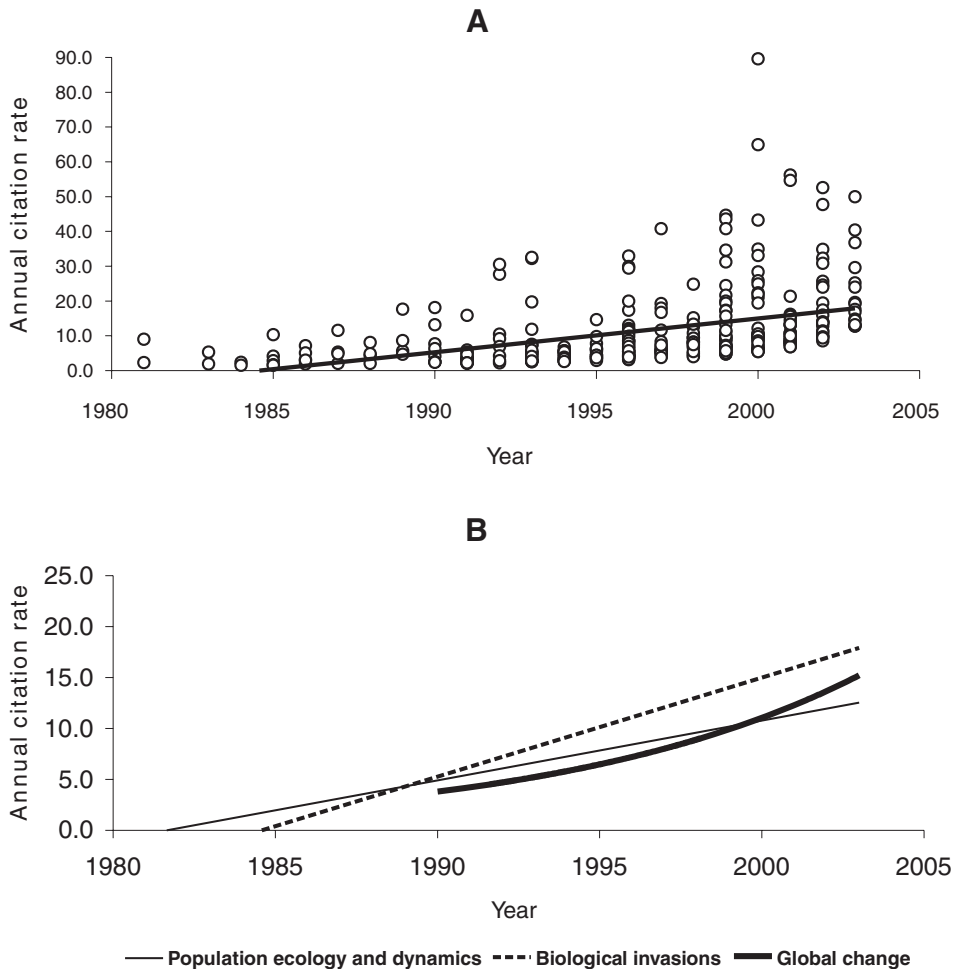 A
Annual citation rate
90.0
80.0
70.0
60.0
50.0
40.0
30.0
20.0
10.0
0.0
1980 1985 1990 1995 2000 2005
Year
B
Annual citation rate
25.0
20.0
15.0
10.0
5.0
0.0
1980 1985 1990 1995 2000 2005
Year
Population ecology and dynamics Biological invasions Global change